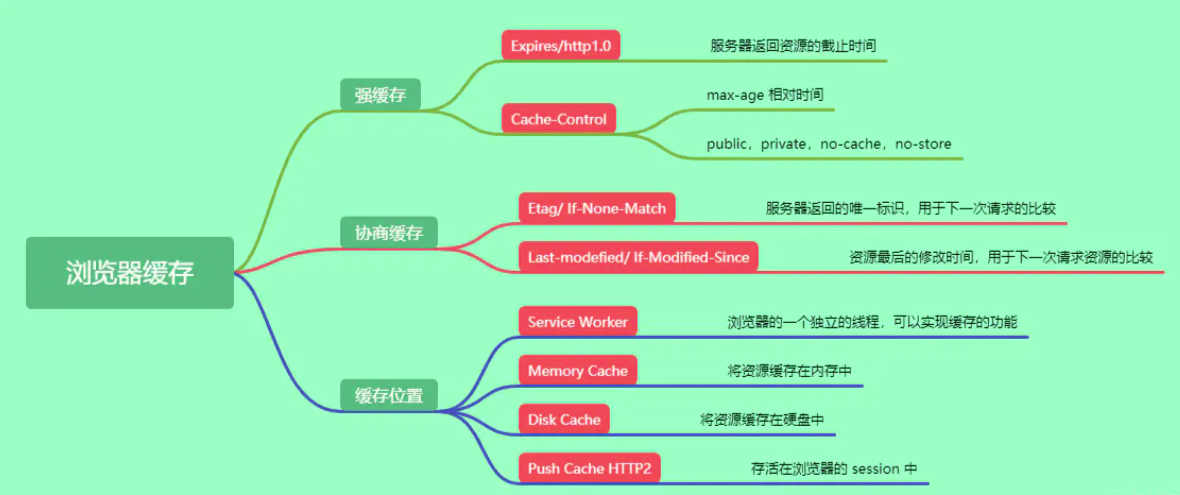 浏览器缓存
强缓存
Expires/http1.0
服务器返回资源的截止时间
Cache-Control
max-age 相对时间
public，private，no-cache，no-store
协商缓存
Etag/ If-None-Match
服务器返回的唯一标识，用于下一次请求的比较
Last-modefied/ If-Modified-Since
资源最后的修改时间，用于下一次请求资源的比较
缓存位置
Service Worker
浏览器的一个独立的线程，可以实现缓存的功能
Memory Cache
将资源缓存在内存中
Disk Cache
将资源缓存在硬盘中
Push Cache HTTP2
存活在浏览器的 session 中